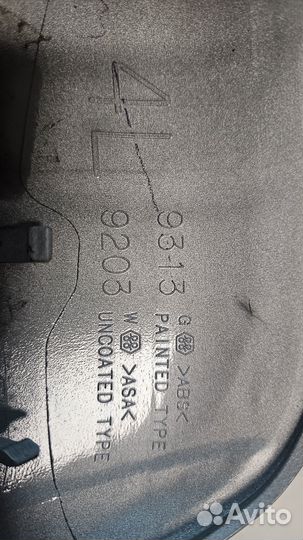 4L
9313 G >ABS<
PAINTED TYPE
9203 W >ASA<
UNCOATED TYPE
Avito